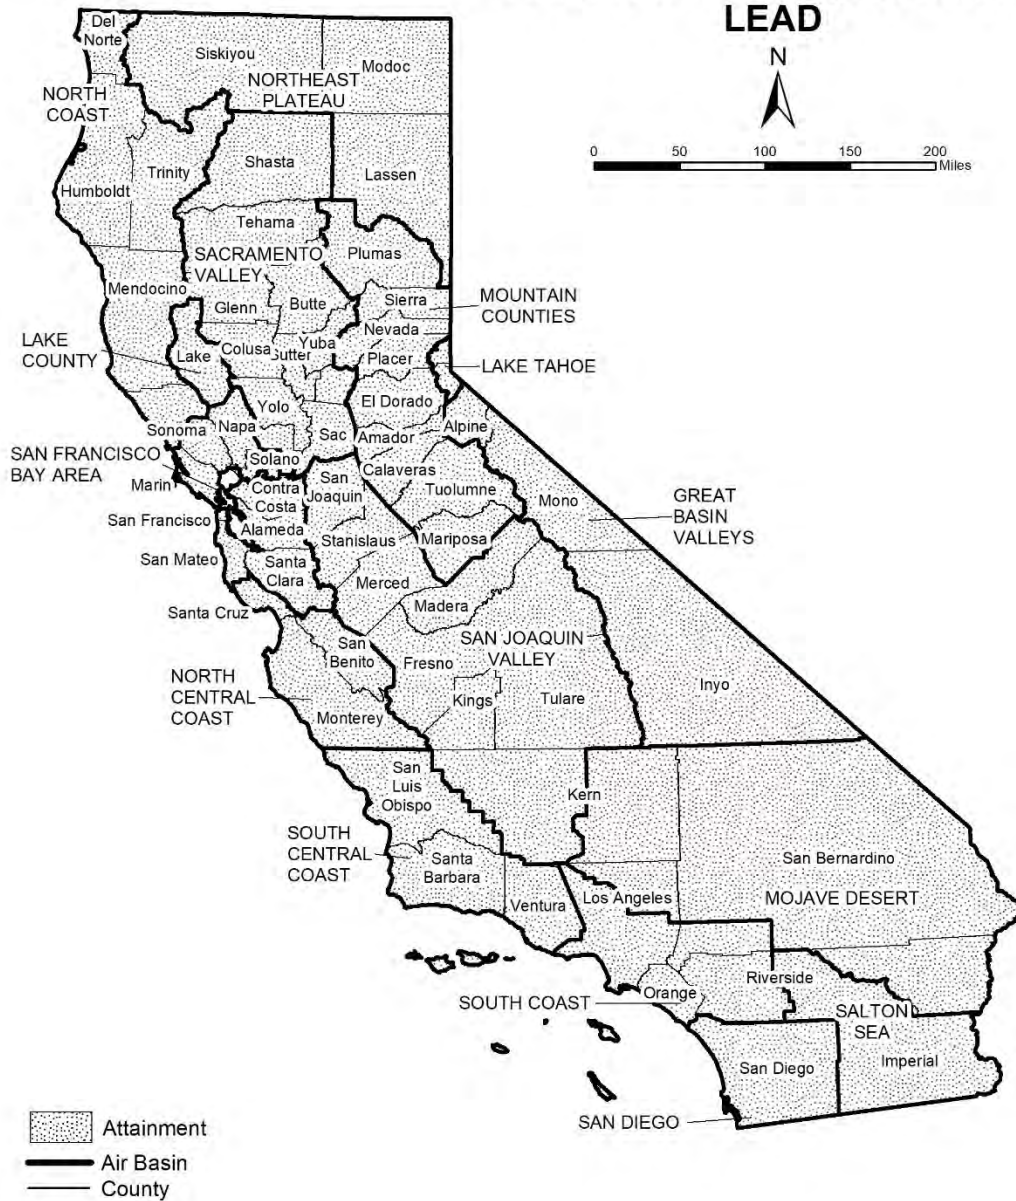 LEAD
N
0 50 100 150 200
Miles
Del
Norte
Siskiyou
Modoc
NORTHEAST
PLATEAU
NORTH
COAST
Shasta
Trinity
Lassen
Humboldt
Tehama
SACRAMENTO
VALLEY
Plumas
Mendocino
Glenn
Butte
Sierra
MOUNTAIN
COUNTIES
Nevada
LAKE
COUNTY
Lake
Colusa
Sutter
Yuba
Placer
LAKE TAHOE
Yolo
El Dorado
Sonoma
Napa
Sac
Amador
Alpine
SAN FRANCISCO
BAY AREA
Solano
Calaveras
Marin
Contra
Costa
San
Joaquin
Tuolumne
Mono
GREAT
BASIN
VALLEYS
San Francisco
Alameda
Stanislaus
Mariposa
San Mateo
Santa
Clara
Merced
Santa Cruz
Madera
San
Benito
Fresno
SAN JOAQUIN
VALLEY
NORTH
CENTRAL
COAST
Monterey
Kings
Tulare
Inyo
San
Luis
Obispo
Kern
SOUTH
CENTRAL
COAST
Santa
Barbara
San Bernardino
Ventura
Los Angeles
MOJAVE DESERT
SOUTH COAST
Orange
Riverside
SALTON
SEA
San Diego
Imperial
SAN DIEGO
Attainment
Air Basin
County